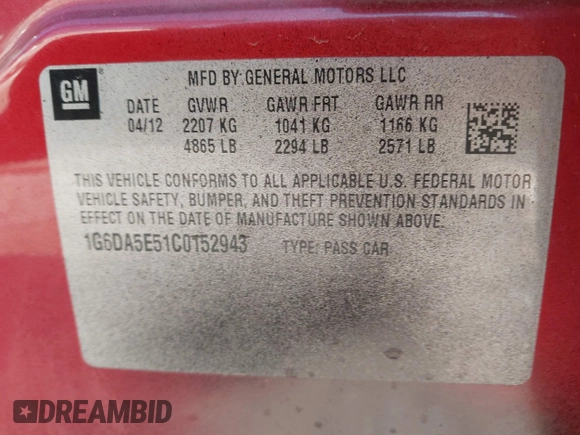 GM
MFD BY GENERAL MOTORS LLC
DATE GVWR GAWR FRT GAWR RR
04/12 2207 KG 1041 KG 1166 KG
4865 LB 2294 LB 2571 LB
THIS VEHICLE CONFORMS TO ALL APPLICABLE U.S. FEDERAL MOTOR
VEHICLE SAFETY, BUMPER, AND THEFT PREVENTION STANDARDS IN
EFFECT ON THE DATE OF MANUFACTURE SHOWN ABOVE.
1G6DA5E51C0152943 TYPE: PASS CAR
DREAMBID